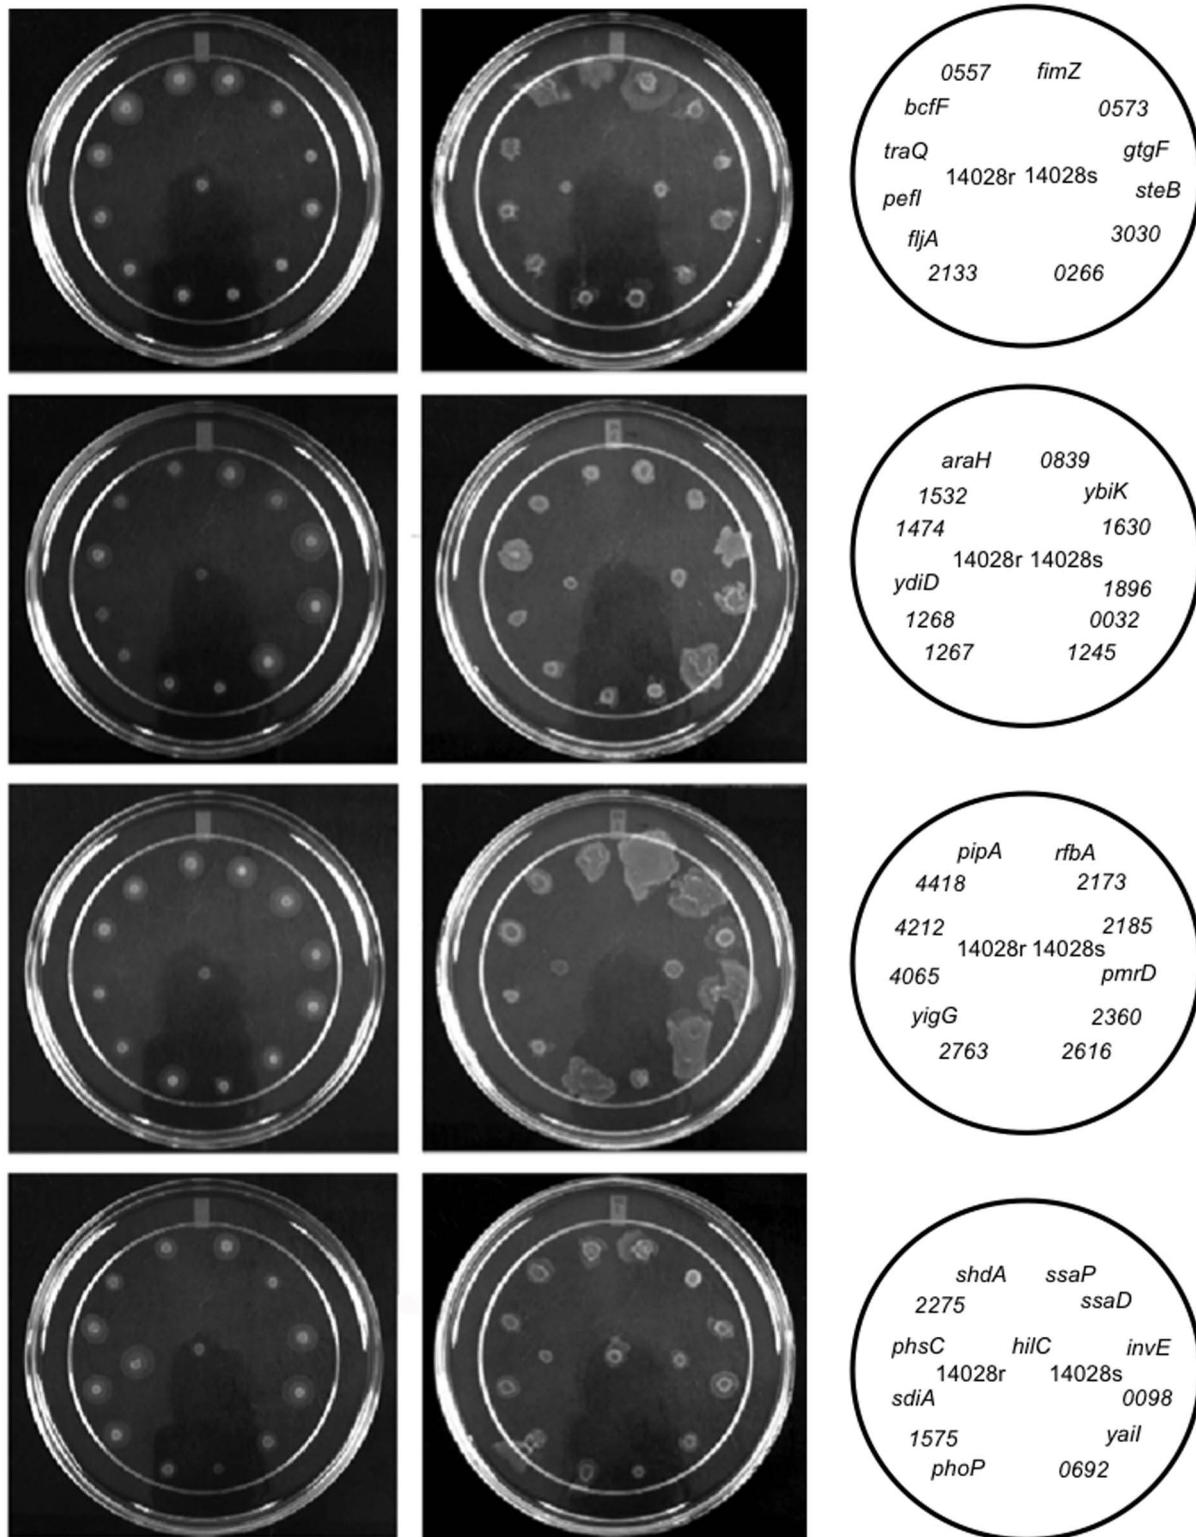 0557 fimZ
bcfF 0573
traQ gtgF
14028r 14028s
pefI steB
fljA 3030
2133 0266
araH 0839
1532 ybiK
1474 1630
14028r 14028s
ydiD 1896
1268 0032
1267 1245
pipA rfbA
4418 2173
4212 2185
14028r 14028s
4065 pmrD
yigG 2360
2763 2616
shdA ssaP
2275 ssaD
phsC hilC invE
14028r 14028s
sdiA 0098
1575 yaiI
phoP 0692